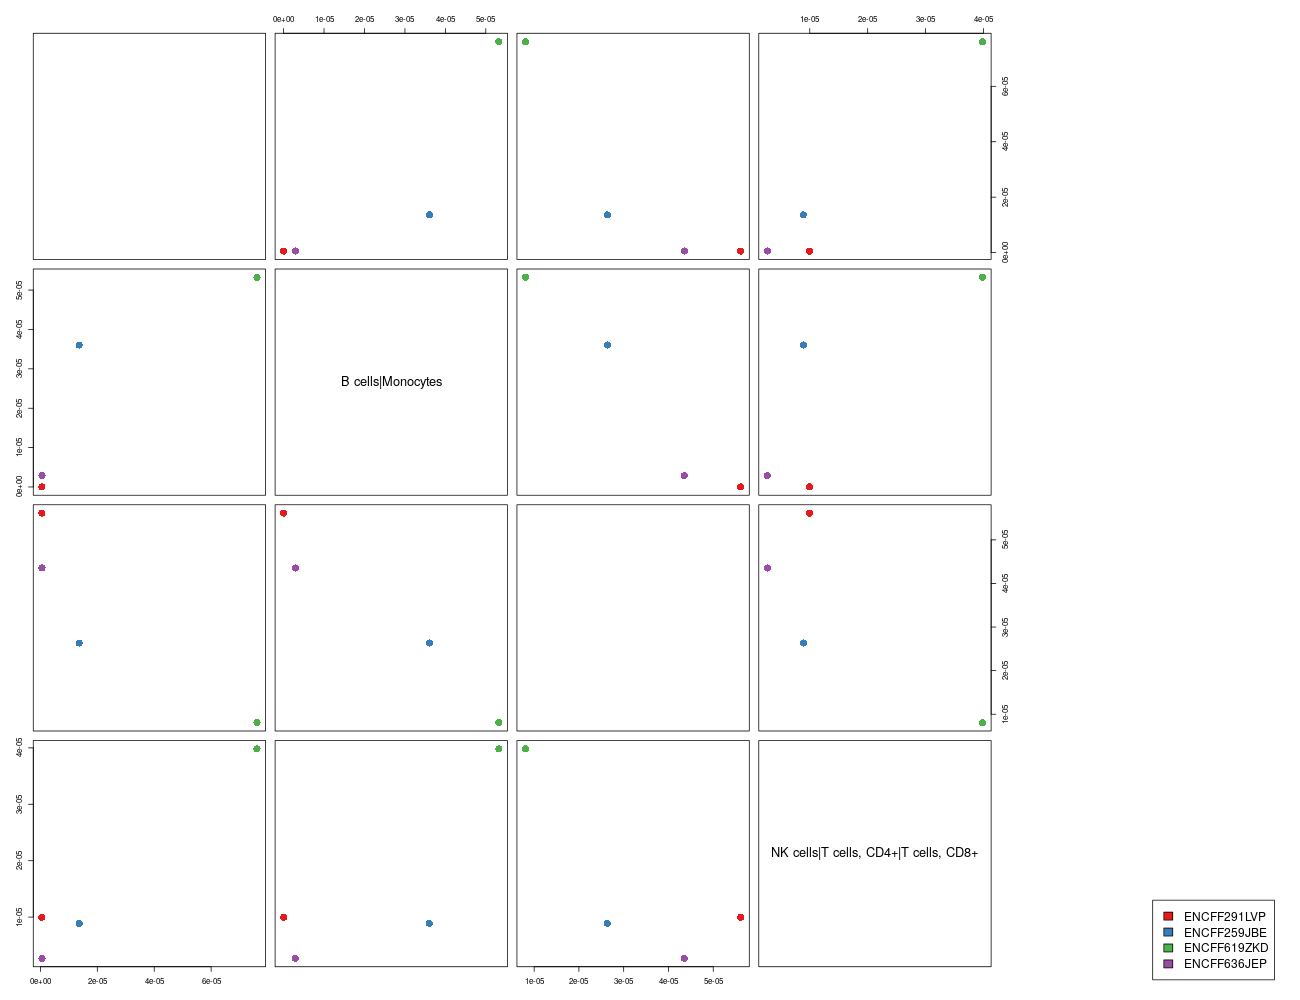 0e+00 1e-05 2e-05 3e-05 4e-05 5e-05
1e-05 2e-05 3e-05 4e-05
0e+00 2e-05 4e-05 6e-05
0e+00 1e-05 2e-05 3e-05 4e-05 5e-05
B cells|Monocytes
1e-05 2e-05 3e-05 4e-05 5e-05
1e-05 2e-05 3e-05 4e-05
NK cells|T cells, CD4+|T cells, CD8+
0e+00 2e-05 4e-05 6e-05
1e-05 2e-05 3e-05 4e-05 5e-05
ENCFF291LVP
ENCFF259JBE
ENCFF619ZKD
ENCFF636JEP